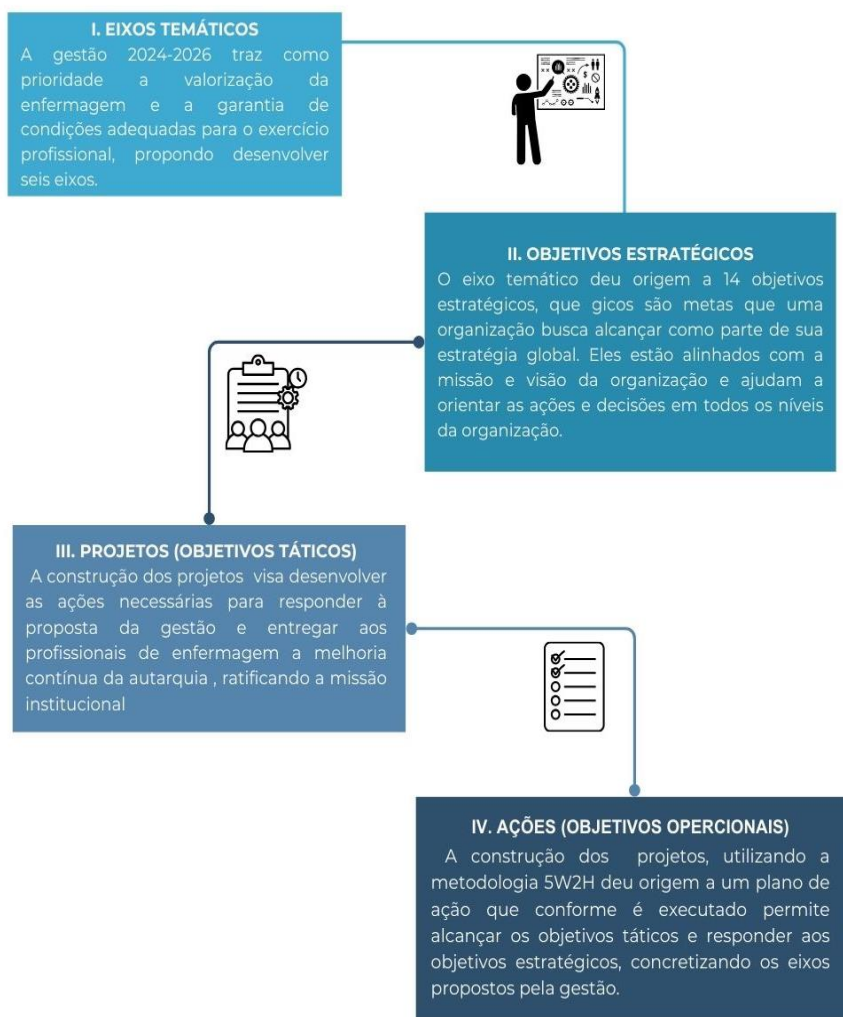 I. EIXOS TEMÁTICOS
A gestão 2024-2026 traz como
prioridade a valorização da
enfermagem e a garantia de
condições adequadas para o exercício
profissional, propondo desenvolver
seis eixos.
II. OBJETIVOS ESTRATÉGICOS
O eixo temático deu origem a 14 objetivos
estratégicos, que gicos são metas que uma
organização busca alcançar como parte de sua
estratégia global. Eles estão alinhados com a
missão e visão da organização e ajudam a
orientar as ações e decisões em todos os níveis
da organização.
III. PROJETOS (OBJETIVOS TÁTICOS)
A construção dos projetos visa desenvolver
as ações necessárias para responder à
proposta da gestão e entregar aos
profissionais de enfermagem a melhoria
contínua da autarquia , ratificando a missão
institucional
IV. AÇÕES (OBJETIVOS OPERCIONAIS)
A construção dos projetos, utilizando a
metodologia 5W2H deu origem a um plano de
ação que conforme é executado permite
alcançar os objetivos táticos e responder aos
objetivos estratégicos, concretizando os eixos
propostos pela gestão.